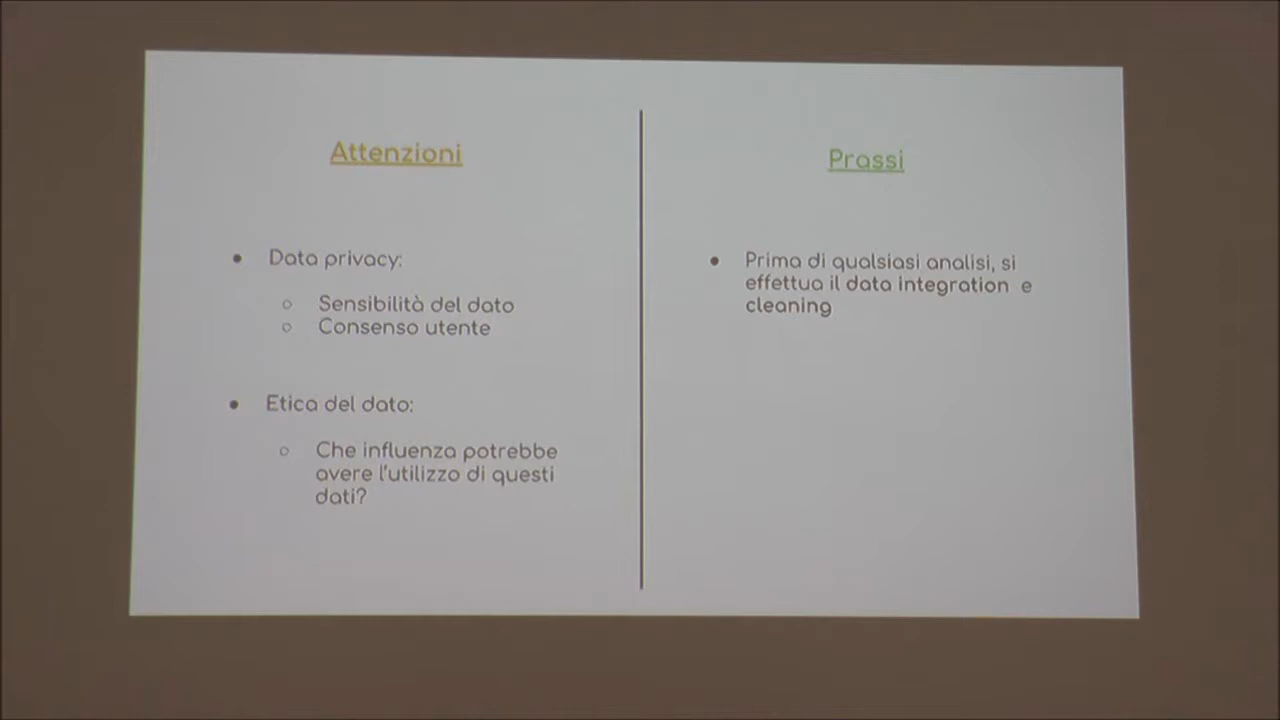 Attenzioni
Data privacy:
Sensibilità del dato
Consenso utente
Etica del dato:
Che influenza potrebbe
avere l'utilizzo di questi
dati?
Prassi
Prima di qualsiasi analisi, si
effettua il data integration e
cleaning